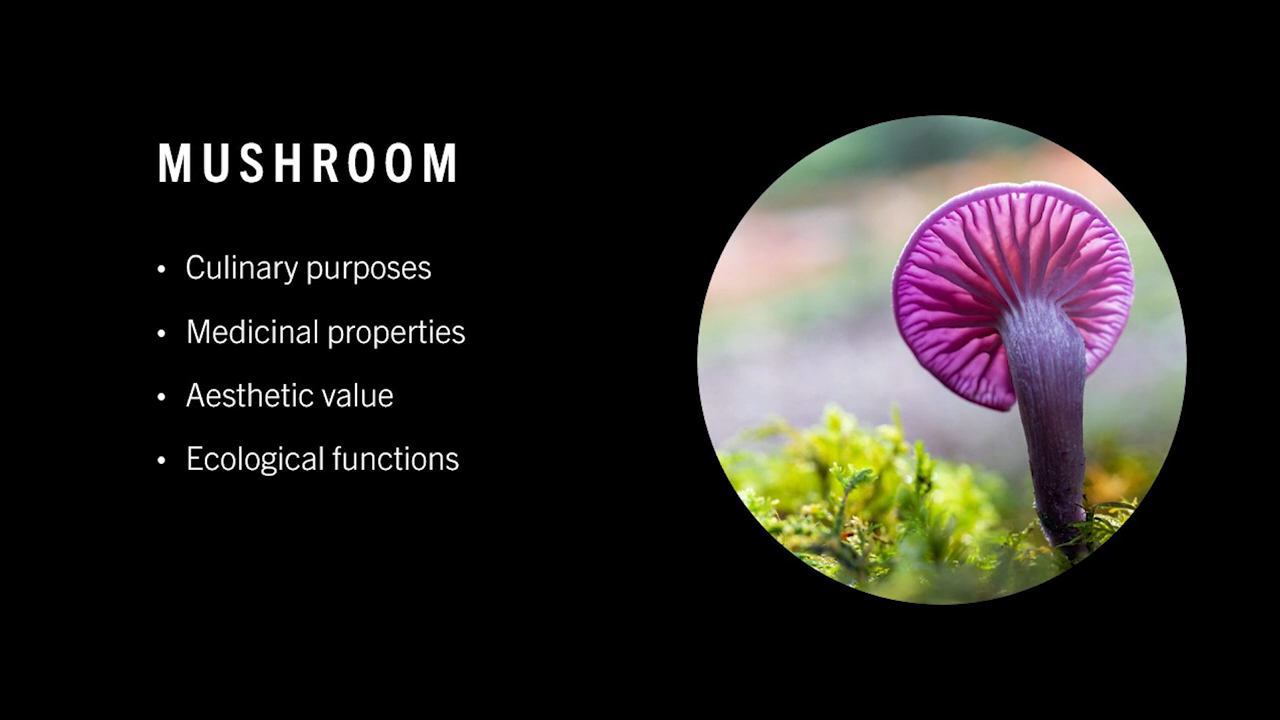 MUSHROOM
• Culinary purposes
• Medicinal properties
• Aesthetic value
• Ecological functions